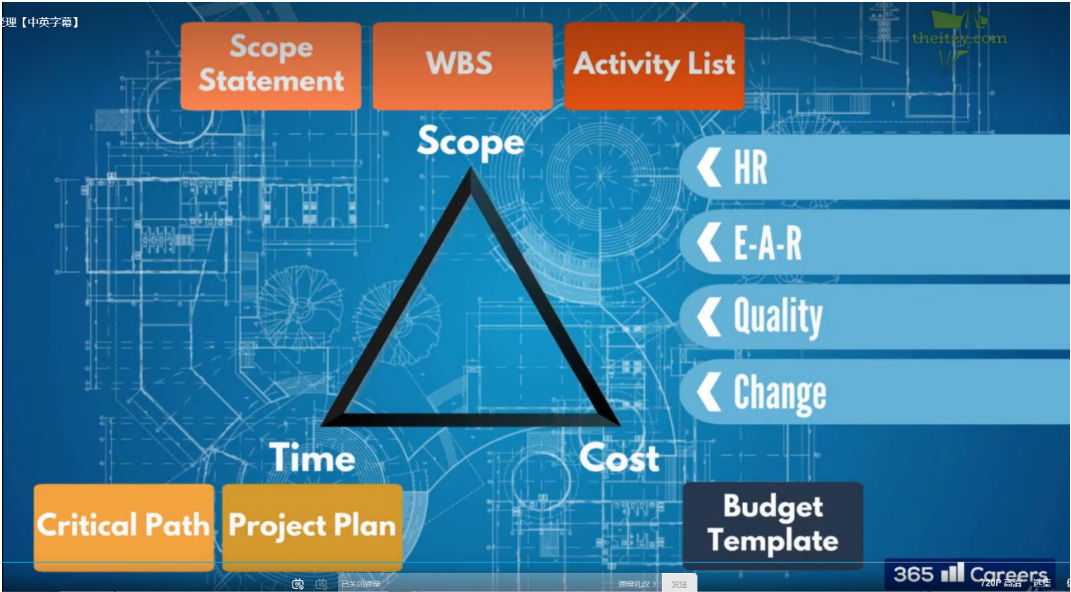 理【中英字幕】
theitzy.com
Scope
Statement
WBS
Activity List
Scope
HR
E-A-R
Quality
Change
Time
Cost
Critical Path
Project Plan
Budget
Template
365 Careers
已关闭弹幕
弹幕礼仪 >
发送
720P 高清
选集